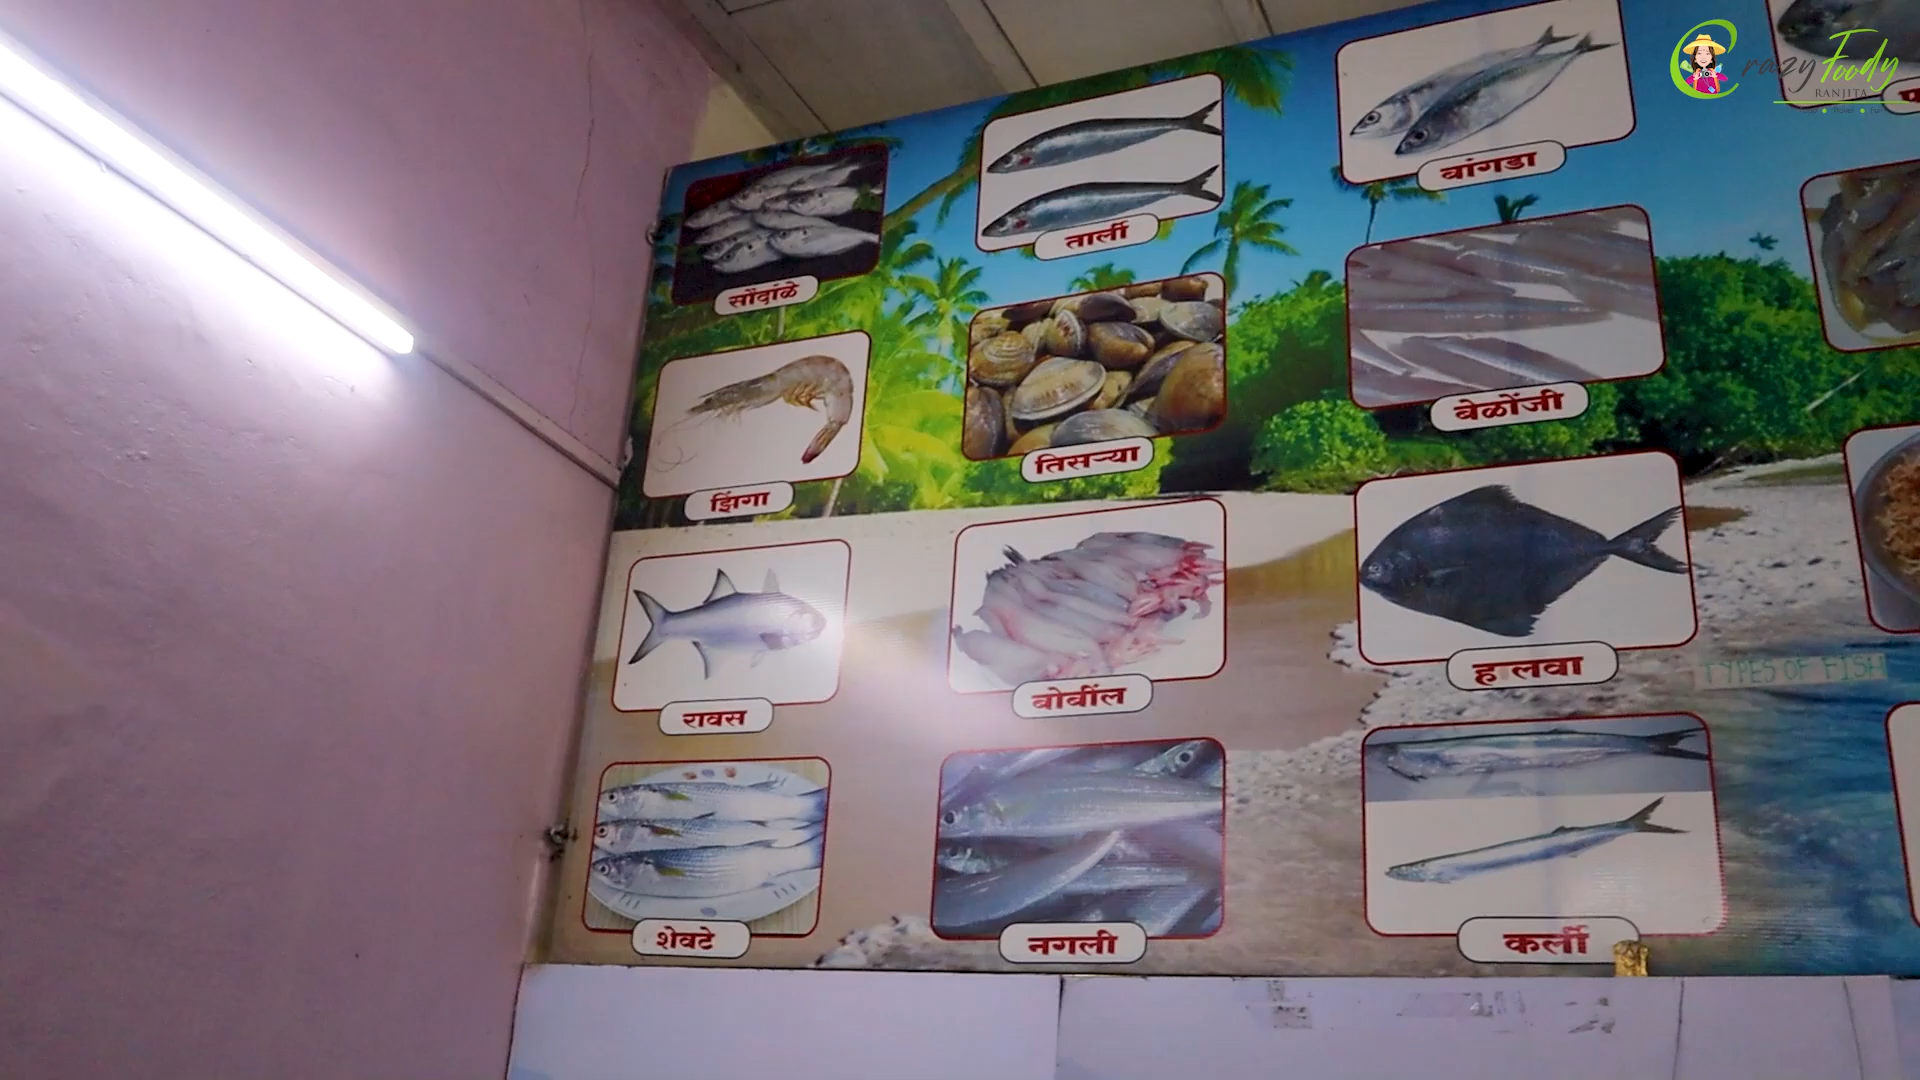 Crazy Foody
RANJITA
सौंदाळे
तार्ली
बांगडा
झिंगा
तिसऱ्या
बेळोंजी
रावस
बोबींल
हलवा
TYPES OF FISH
शेवटे
नगली
कर्ली